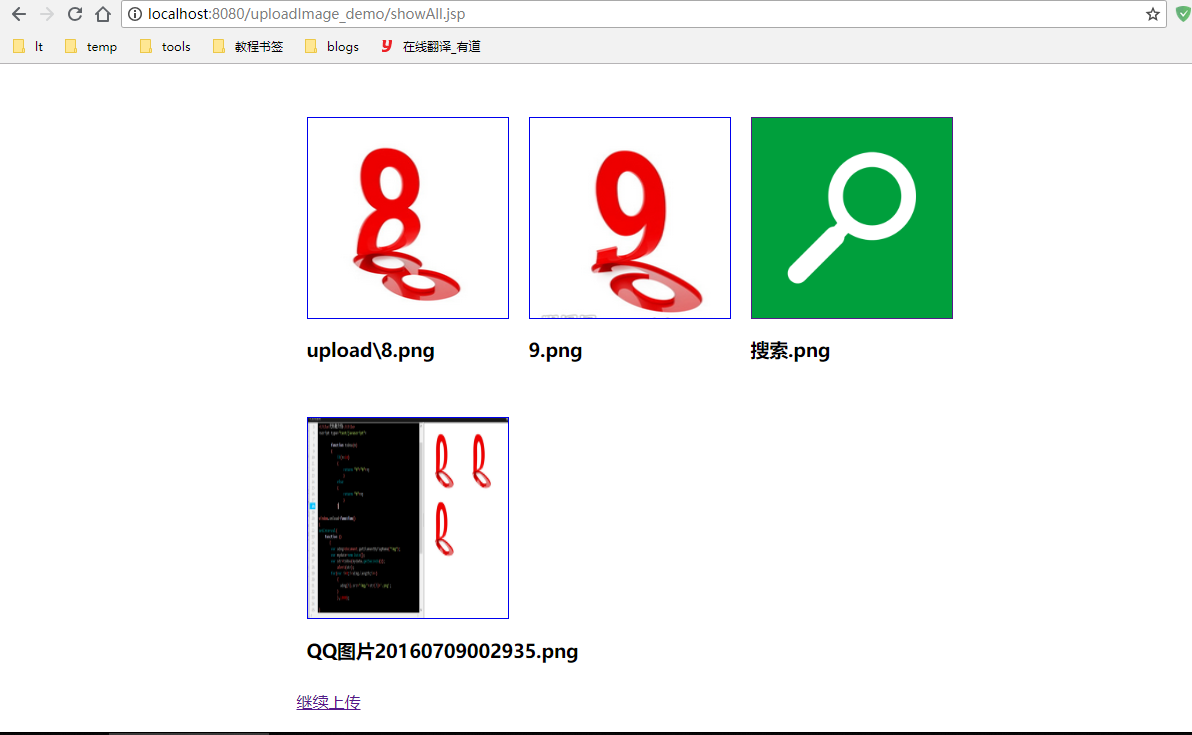 localhost:8080/uploadImage_demo/showAll.jsp
lt temp tools 教程书签 blogs y 在线翻译_有道
8 9
upload\8.png 9.png 搜索.png
QQ图片20160709002935.png
继续上传